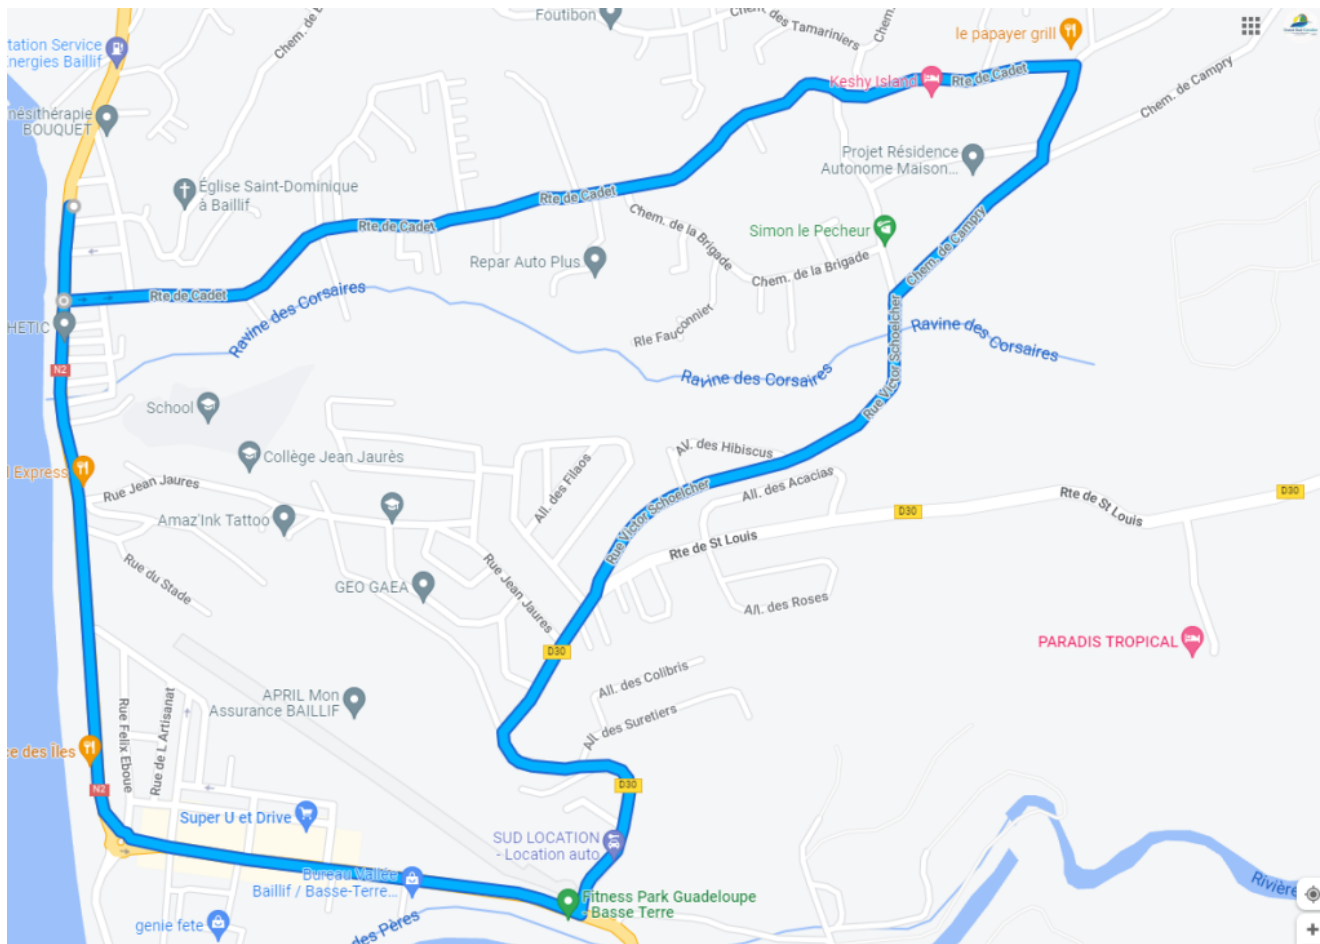 Foutibon
Chem. des Tamariniers
Chem.
le papayer grill
Chem. de
tation Service
nergies Baillif
Keshy Island
Rte de Cadet
Chem. de Campry
nésithérapie
BOUQUET
Projet Résidence
Autonome Maison...
Église Saint-Dominique
à Baillif
Rte de Cadet
Rte de Cadet
Chem. de la Brigade
Simon le Pecheur
Chem. de Campry
Repar Auto Plus
Chem. de la Brigade
Rte de Cadet
Ravine des Corsaires
Rle Fauconnier
HETIC
Rue Victor Schoelcher
Ravine des
Corsaires
N2
Ravine des Corsaires
School
Rue Victor Schoelcher
Collège Jean Jaurès
AV. des Hibiscus
l Express
Rue Jean Jaures
All. des Filaos
All. des Acacias
Rue Victor Schoelcher
D30
Rte de St Louis
D30
Amaz'Ink Tattoo
Rte de St Louis
Rue du Stade
GEO GAEA
Rue Jean Jaures
All. des Roses
D30
PARADIS TROPICAL
All. des Colibris
APRIL Mon
Assurance BAILLIF
Rue Felix Eboue
Rue de L Artisanat
All. des Suretiers
ce des Îles
N2
D30
Super U et Drive
SUD LOCATION
- Location auto
Bureau Vallée
Baillif / Basse-Terre...
Fitness Park Guadeloupe
- Basse Terre
Rivière
genie fete
des Pères